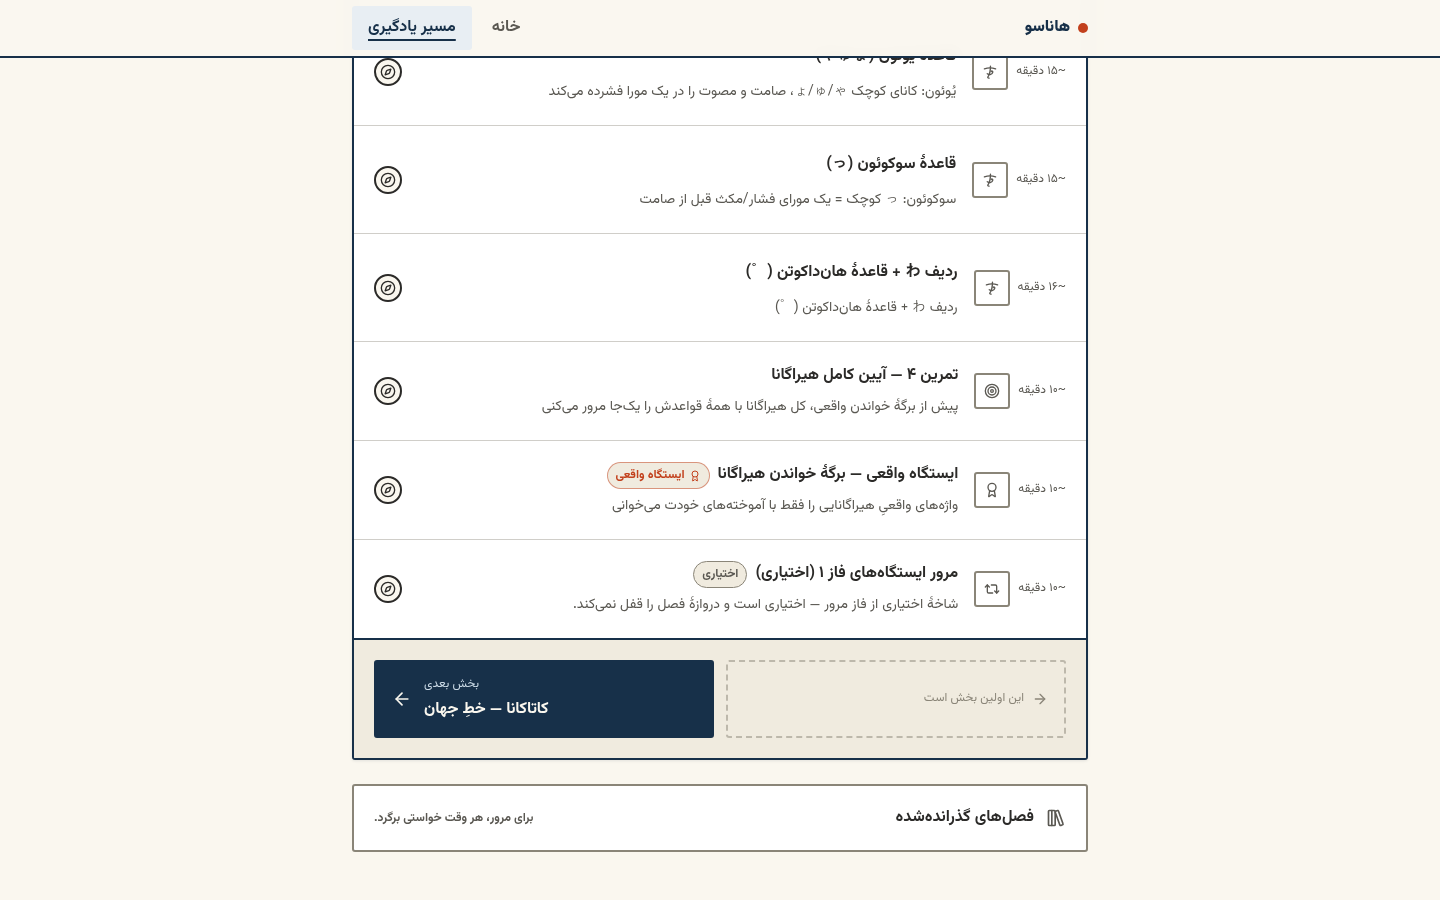 هاناسو
خانه
مسیر یادگیری
~۱۵ دقیقه
یُوئون: کانای کوچک ゃ/ゅ/ょ، صامت و مصوت را در یک مورا فشرده می‌کند
قاعدهٔ سوکوئون (っ)
~۱۵ دقیقه
سوکوئون: っ کوچک = یک مورای فشار/مکث قبل از صامت
ردیف わ + قاعدهٔ هان‌داکوتن (゜)
~۱۶ دقیقه
ردیف わ + قاعدهٔ هان‌داکوتن (゜)
تمرین ۴ — آیین کامل هیراگانا
~۱۰ دقیقه
پیش از برگهٔ خواندن واقعی، کل هیراگانا با همهٔ قواعدش را یک‌جا مرور می‌کنی
ایستگاه واقعی — برگهٔ خواندن هیراگانا
ایستگاه واقعی
~۱۰ دقیقه
واژه‌های واقعیِ هیراگانایی را فقط با آموخته‌های خودت می‌خوانی
مرور ایستگاه‌های فاز ۱ (اختیاری)
اختیاری
~۱۰ دقیقه
شاخهٔ اختیاری از فاز مرور — اختیاری است و دروازهٔ فصل را قفل نمی‌کند.
این اولین بخش است
بخش بعدی
کاتاکانا — خطِ جهان
فصل‌های گذرانده‌شده
برای مرور، هر وقت خواستی برگرد.